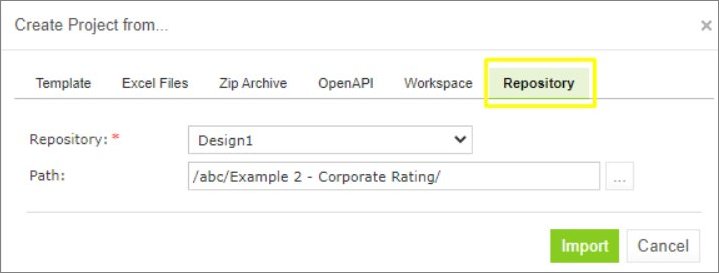 Create Project from...
×
Template Excel Files Zip Archive OpenAPI Workspace Repository
Repository: * Design1
Path: /abc/Example 2 - Corporate Rating/ ...
Import Cancel